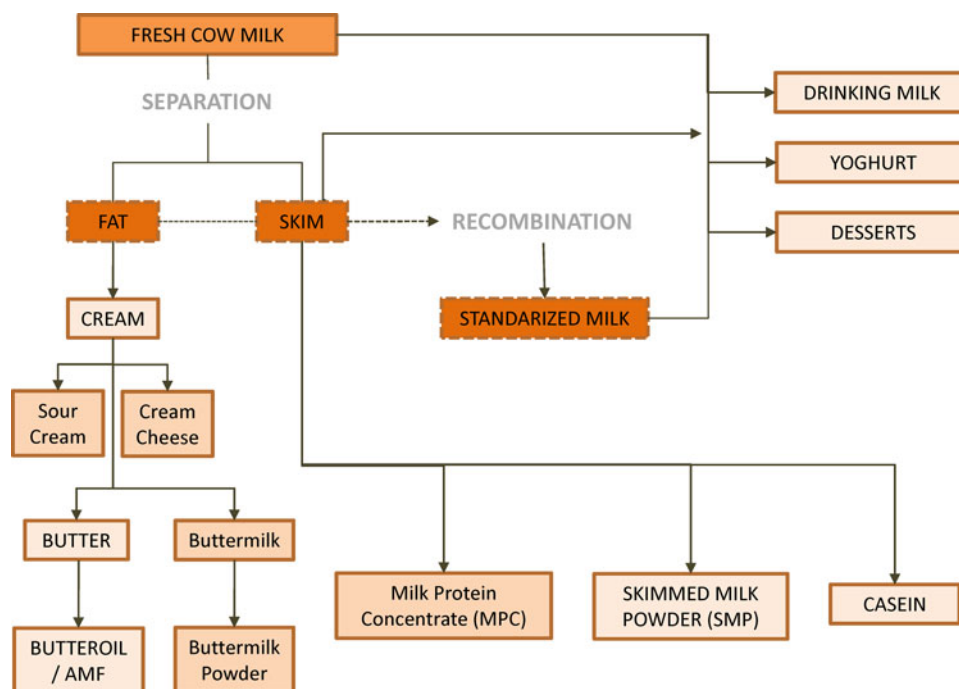 FRESH COW MILK
SEPARATION
DRINKING MILK
YOGHURT
FAT
SKIM
RECOMBINATION
DESSERTS
CREAM
STANDARIZED MILK
Sour
Cream
Cream
Cheese
BUTTER
Buttermilk
Milk Protein
Concentrate (MPC)
SKIMMED MILK
POWDER (SMP)
CASEIN
BUTTEROIL
/ AMF
Buttermilk
Powder